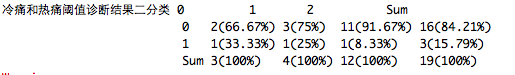 冷痛和热痛阈值诊断结果二分类 0 1 2 Sum
0 2(66.67%) 3(75%) 11(91.67%) 16(84.21%)
1 1(33.33%) 1(25%) 1(8.33%) 3(15.79%)
Sum 3(100%) 4(100%) 12(100%) 19(100%)